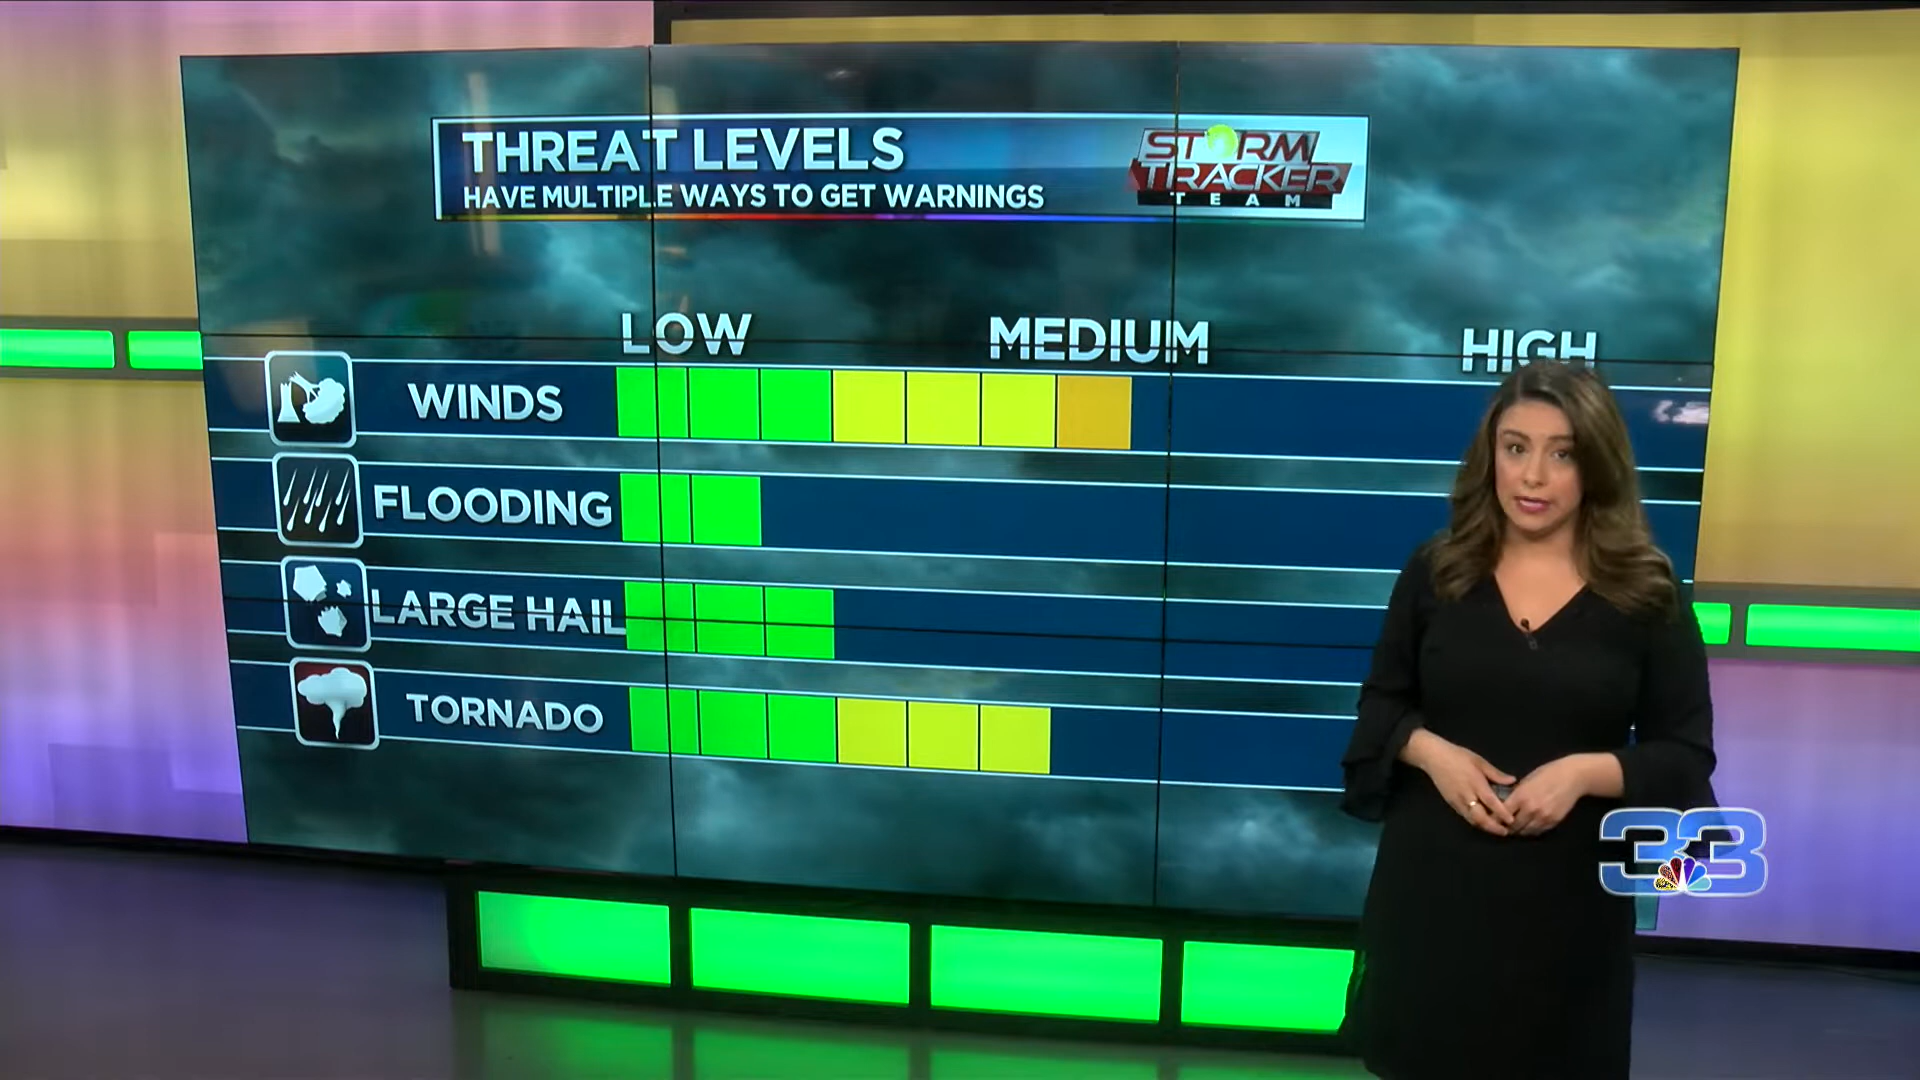 THREAT LEVELS
HAVE MULTIPLE WAYS TO GET WARNINGS
STORM
TRACKER
TEAM
LOW MEDIUM HIGH
WINDS
FLOODING
LARGE HAIL
TORNADO
33